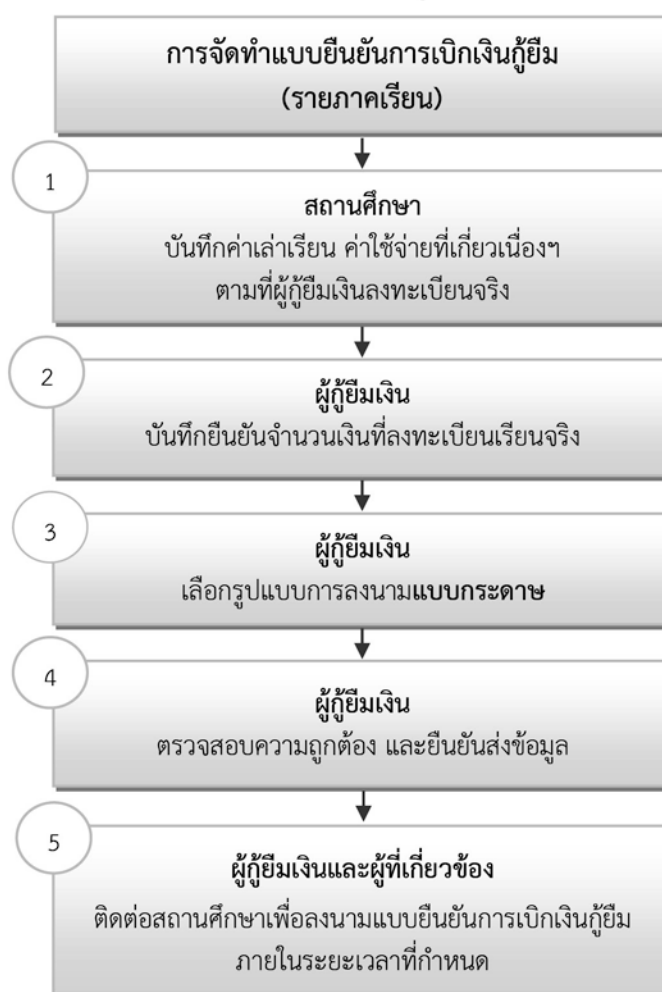 การจัดทำแบบยืนยันการเบิกเงินกู้ยืม
(รายภาคเรียน)
1
สถานศึกษา
บันทึกค่าเล่าเรียน ค่าใช้จ่ายที่เกี่ยวเนื่องฯ
ตามที่ผู้กู้ยืมเงินลงทะเบียนจริง
2
ผู้กู้ยืมเงิน
บันทึกยืนยันจำนวนเงินที่ลงทะเบียนเรียนจริง
3
ผู้กู้ยืมเงิน
เลือกรูปแบบการลงนามแบบกระดาษ
4
ผู้กู้ยืมเงิน
ตรวจสอบความถูกต้อง และยืนยันส่งข้อมูล
5
ผู้กู้ยืมเงินและผู้ที่เกี่ยวข้อง
ติดต่อสถานศึกษาเพื่อลงนามแบบยืนยันการเบิกเงินกู้ยืม
ภายในระยะเวลาที่กำหนด